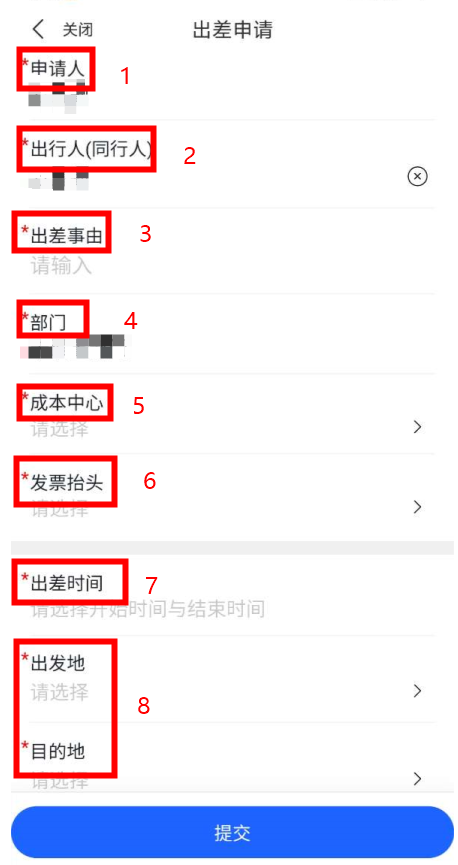 关闭 出差申请
*申请人 1
*出行人(同行人) 2
*出差事由 3
请输入
*部门 4
*成本中心 5
请选择
*发票抬头 6
请选择
*出差时间 7
请选择开始时间与结束时间
*出发地
请选择
8
*目的地
请选择
提交